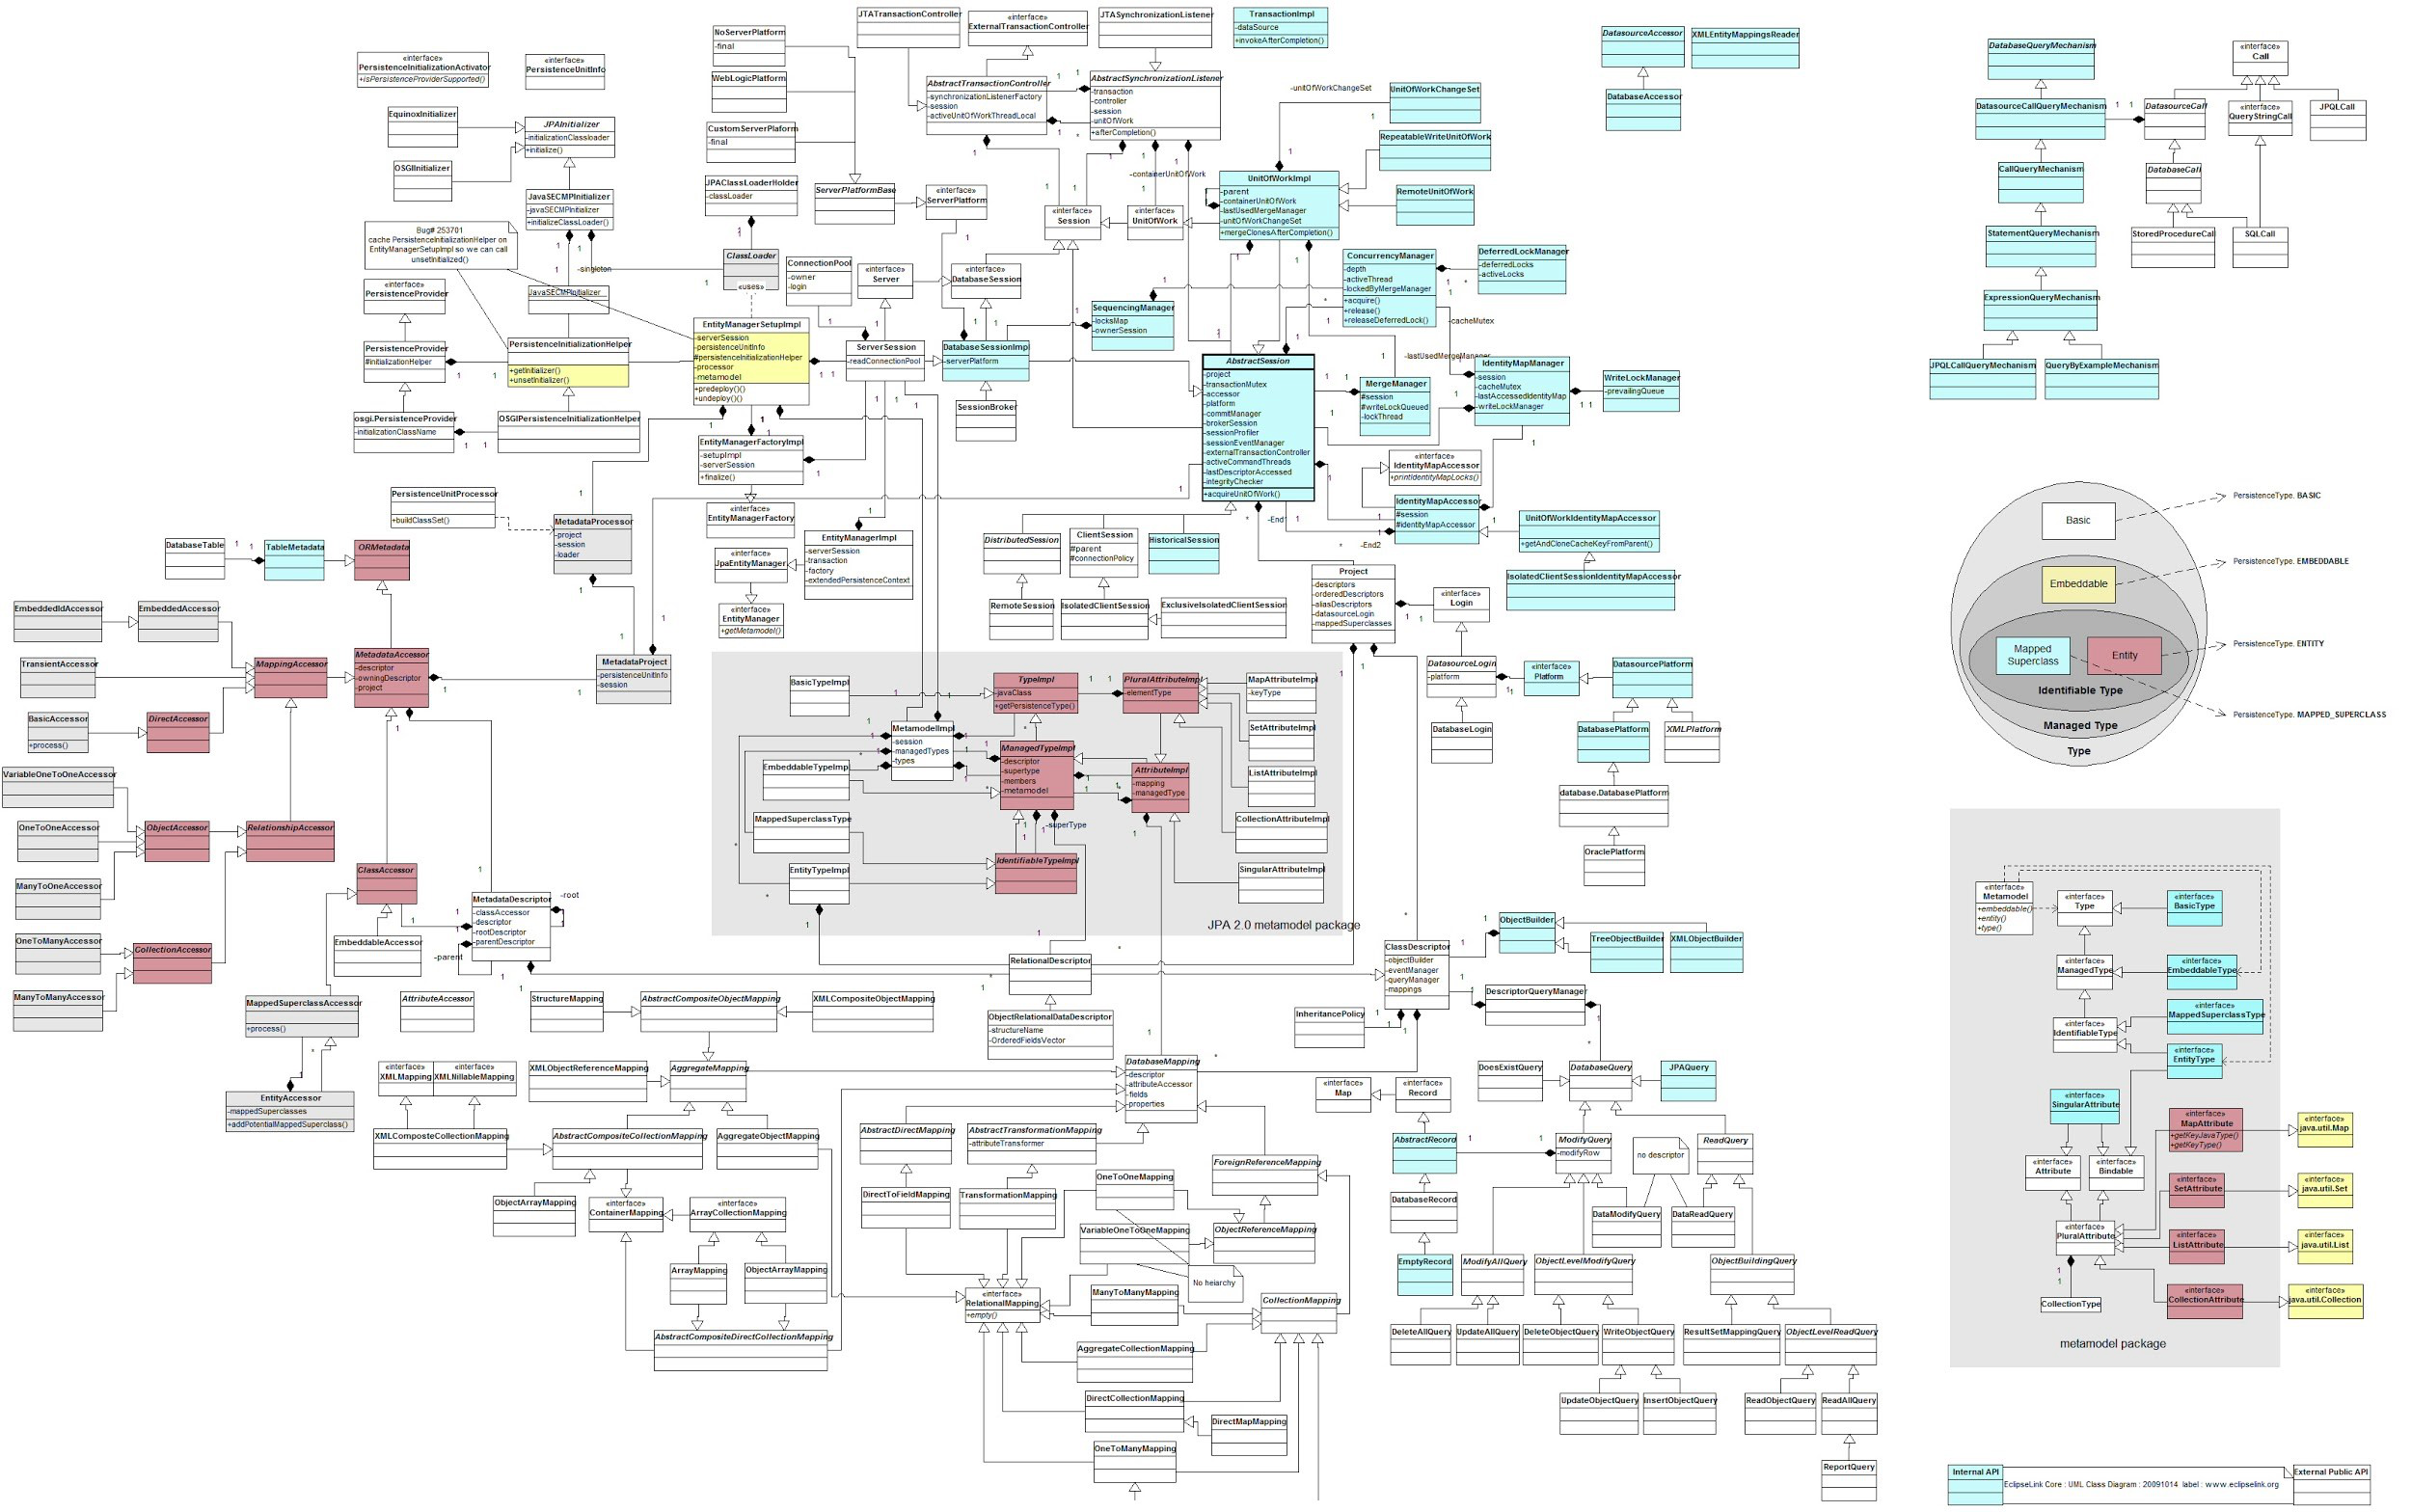 «interface»
PersistenceInitializationActivator
+isPersistenceProviderSupported()
«interface»
PersistenceUnitInfo
NoServerPlatform
-final
WebLogicPlatform
CustomServerPlaform
-final
JPAClassLoaderHolder
-classLoader
JTATransactionController
«interface»
ExternalTransactionController
JTASynchronizationListener
TransactionImpl
-dataSource
+invokeAfterCompletion()
AbstractTransactionController
-synchronizationListenerFactory
-session
-activeUnitOfWorkThreadLocal
AbstractSynchronizationListener
-transaction
-controller
-session
-unitOfWork
+afterCompletion()
-unitOfWorkChangeSet
UnitOfWorkChangeSet
RepeatableWriteUnitOfWork
RemoteUnitOfWork
DatasourceAccessor
XMLEntityMappingsReader
DatabaseAccessor
DatabaseQueryMechanism
«interface»
Call
DatasourceCallQueryMechanism
DatasourceCall
«interface»
QueryStringCall
JPQLCall
CallQueryMechanism
DatabaseCall
StatementQueryMechanism
StoredProcedureCall
SQLCall
ExpressionQueryMechanism
JPQLCallQueryMechanism
QueryByExampleMechanism
EquinoxInitializer
JPAInitializer
-initializationClassloader
+initialize()
OSGiInitializer
JavaSECMPInitializer
-javaSECMPInitializer
+initializeClassLoader()
Bug# 253701
cache PersistenceInitializationHelper on
EntityManagerSetupImpl so we can call
unsetInitialized()
-singleton
JavaSECMPInitializer
ClassLoader
«uses»
ServerPlatformBase
«interface»
ServerPlatform
-containerUnitOfWork
«interface»
Session
«interface»
UnitOfWork
UnitOfWorkImpl
-parent
-containerUnitOfWork
-lastUsedMergeManager
-unitOfWorkChangeSet
+mergeClonesAfterCompletion()
ConnectionPool
-owner
-login
«interface»
Server
«interface»
DatabaseSession
ConcurrencyManager
-depth
-activeThread
-lockedByMergeManager
+acquire()
+release()
+releaseDeferredLock()
DeferredLockManager
-deferredLocks
-activeLocks
SequencingManager
-locksMap
-ownerSession
-cacheMutex
-lastUsedMergeManager
«interface»
PersistenceProvider
PersistenceProvider
#initializationHelper
PersistenceInitializationHelper
+getInitializer()
+unsetInitializer()
EntityManagerSetupImpl
-serverSession
-persistenceUnitInfo
#persistenceInitializationHelper
-processor
-metamodel
+predeploy()()
+undeploy()()
ServerSession
-readConnectionPool
DatabaseSessionImpl
-serverPlatform
SessionBroker
AbstractSession
-project
-transactionMutex
-accessor
-platform
-commitManager
-brokerSession
-sessionProfiler
-sessionEventManager
-externalTransactionController
-activeCommandThreads
-lastDescriptorAccessed
-integrityChecker
+acquireUnitOfWork()
MergeManager
#session
#writeLockQueued
-lockThread
IdentityMapManager
-session
-cacheMutex
-lastAccessedIdentityMap
-writeLockManager
WriteLockManager
-prevailingQueue
osgi.PersistenceProvider
-initializationClassName
OSGIPersistenceInitializationHelper
EntityManagerFactoryImpl
-setupImpl
-serverSession
+finalize()
«interface»
IdentityMapAccessor
+printIdentityMapLocks()
IdentityMapAccessor
#session
#identityMapAccessor
UnitOfWorkIdentityMapAccessor
+getAndCloneCacheKeyFromParent()
IsolatedClientSessionIdentityMapAccessor
-End1
-End2
PersistenceUnitProcessor
+buildClassSet()
MetadataProcessor
-project
-session
-loader
«interface»
EntityManagerFactory
«interface»
JpaEntityManager
EntityManagerImpl
-serverSession
-transaction
-factory
-extendedPersistenceContext
«interface»
EntityManager
+getMetamodel()
DistributedSession
ClientSession
#parent
#connectionPolicy
HistoricalSession
RemoteSession
IsolatedClientSession
ExclusiveIsolatedClientSession
Project
-descriptors
-orderedDescriptors
-aliasDescriptors
-datasourceLogin
-mappedSuperclasses
«interface»
Login
DatasourceLogin
-platform
«interface»
Platform
DatasourcePlatform
DatabaseLogin
DatabasePlatform
XMLPlatform
database.DatabasePlatform
OraclePlatform
Basic
Embeddable
Mapped
Superclass
Entity
Identifiable Type
Managed Type
Type
PersistenceType. BASIC
PersistenceType. EMBEDDABLE
PersistenceType. ENTITY
PersistenceType. MAPPED_SUPERCLASS
DatabaseTable
TableMetadata
ORMetadata
EmbeddedIdAccessor
EmbeddedAccessor
TransientAccessor
MappingAccessor
MetadataAccessor
-descriptor
-owningDescriptor
-project
MetadataProject
-persistenceUnitInfo
-session
BasicAccessor
+process()
DirectAccessor
VariableOneToOneAccessor
OneToOneAccessor
ObjectAccessor
RelationshipAccessor
ManyToOneAccessor
ClassAccessor
OneToManyAccessor
CollectionAccessor
ManyToManyAccessor
EmbeddableAccessor
MetadataDescriptor
-classAccessor
-descriptor
-rootDescriptor
-parentDescriptor
-root
-parent
MappedSuperclassAccessor
+process()
AttributeAccessor
EntityAccessor
-mappedSuperclasses
+addPotentialMappedSuperclass()
BasicTypeImpl
TypeImpl
-javaClass
+getPersistenceType()
PluralAttributeImpl
-elementType
MapAttributeImpl
-keyType
MetamodelImpl
-session
-managedTypes
-types
ManagedTypeImpl
-descriptor
-supertype
-members
-metamodel
AttributeImpl
-mapping
-managedType
SetAttributeImpl
EmbeddableTypeImpl
ListAttributeImpl
MappedSuperclassType
-superType
CollectionAttributeImpl
EntityTypeImpl
IdentifiableTypeImpl
SingularAttributeImpl
JPA 2.0 metamodel package
RelationalDescriptor
ObjectRelationalDataDescriptor
-structureName
-OrderedFieldsVector
ClassDescriptor
-objectBuilder
-eventManager
-queryManager
-mappings
ObjectBuilder
TreeObjectBuilder
XMLObjectBuilder
DescriptorQueryManager
InheritancePolicy
StructureMapping
AbstractCompositeObjectMapping
XMLCompositeObjectMapping
«interface»
XMLMapping
«interface»
XMLNillableMapping
XMLObjectReferenceMapping
AggregateMapping
DatabaseMapping
-descriptor
-attributeAccessor
-fields
-properties
XMLComposteCollectionMapping
AbstractCompositeCollectionMapping
AggregateObjectMapping
AbstractDirectMapping
AbstractTransformationMapping
-attributeTransformer
ObjectArrayMapping
«interface»
ContainerMapping
«interface»
ArrayCollectionMapping
DirectToFieldMapping
TransformationMapping
OneToOneMapping
ForeignReferenceMapping
VariableOneToOneMapping
ObjectReferenceMapping
No heiarchy
ArrayMapping
ObjectArrayMapping
«interface»
RelationalMapping
+empty()
ManyToManyMapping
CollectionMapping
AbstractCompositeDirectCollectionMapping
AggregateCollectionMapping
DirectCollectionMapping
DirectMapMapping
OneToManyMapping
«interface»
Map
«interface»
Record
DoesExistQuery
DatabaseQuery
JPAQuery
AbstractRecord
ModifyQuery
-modifyRow
no descriptor
ReadQuery
DatabaseRecord
DataModifyQuery
DataReadQuery
EmptyRecord
ModifyAllQuery
ObjectLevelModifyQuery
ObjectBuildingQuery
DeleteAllQuery
UpdateAllQuery
DeleteObjectQuery
WriteObjectQuery
ResultSetMappingQuery
ObjectLevelReadQuery
UpdateObjectQuery
InsertObjectQuery
ReadObjectQuery
ReadAllQuery
ReportQuery
«interface»
Metamodel
+embeddable()
+entity()
+type()
«interface»
Type
«interface»
BasicType
«interface»
ManagedType
«interface»
EmbeddableType
«interface»
MappedSuperclassType
«interface»
IdentifiableType
«interface»
EntityType
«interface»
SingularAttribute
«interface»
MapAttribute
+getKeyJavaType()
+getKeyType()
«interface»
java.util.Map
«interface»
Attribute
«interface»
Bindable
«interface»
SetAttribute
«interface»
java.util.Set
«interface»
PluralAttribute
«interface»
ListAttribute
«interface»
java.util.List
CollectionType
«interface»
CollectionAttribute
«interface»
java.util.Collection
metamodel package
Internal API
EclipseLink Core : UML Class Diagram : 20091014 label : www.eclipselink.org
External Public API